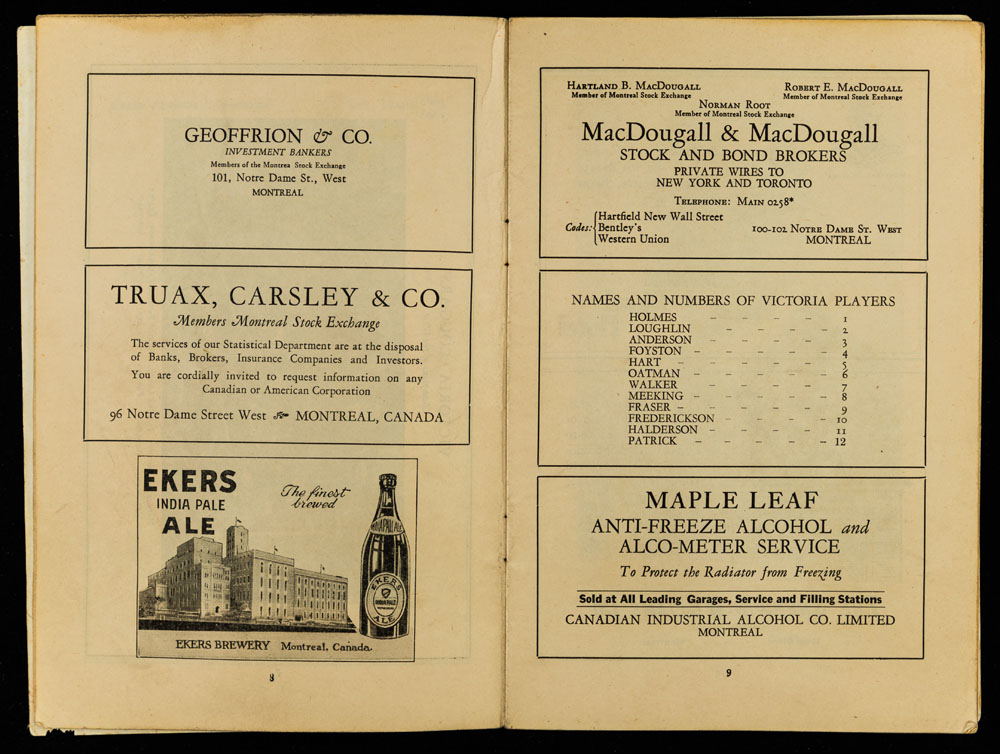 GEOFFRION & CO.
INVESTMENT BANKERS
Members of the Montrea Stock Exchange
101, Notre Dame St., West
MONTREAL
TRUAX, CARSLEY & CO.
Members Montreal Stock Exchange
The services of our Statistical Department are at the disposal
of Banks, Brokers, Insurance Companies and Investors.
You are cordially invited to request information on any
Canadian or American Corporation
96 Notre Dame Street West MONTREAL, CANADA
EKERS
INDIA PALE
ALE
The finest
brewed
INDIA PALE ALE
EKERS
INDIA PALE
ALE
EKERS BREWERY Montreal, Canada.
8
HARTLAND B. MACDOUGALL ROBERT E. MACDOUGALL
Member of Montreal Stock Exchange Member of Montreal Stock Exchange
NORMAN ROOT
Member of Montreal Stock Exchange
MacDougall & MacDougall
STOCK AND BOND BROKERS
PRIVATE WIRES TO
NEW YORK AND TORONTO
TELEPHONE: MAIN 0258*
Codes: Hartfield New Wall Street
Bentley's
Western Union
100-102 NOTRE DAME ST. WEST
MONTREAL
NAMES AND NUMBERS OF VICTORIA PLAYERS
HOLMES – – – – 1
LOUGHLIN – – – – 2
ANDERSON – – – – 3
FOYSTON – – – – – 4
HART – – – – – 5
OATMAN – – – – – 6
WALKER – – – – 7
MEEKING – – – – – 8
FRASER – – – – – 9
FREDERICKSON – – – – 10
HALDERSON – – – – 11
PATRICK – – – – – 12
MAPLE LEAF
ANTI-FREEZE ALCOHOL and
ALCO-METER SERVICE
To Protect the Radiator from Freezing
Sold at All Leading Garages, Service and Filling Stations
CANADIAN INDUSTRIAL ALCOHOL CO. LIMITED
MONTREAL
9